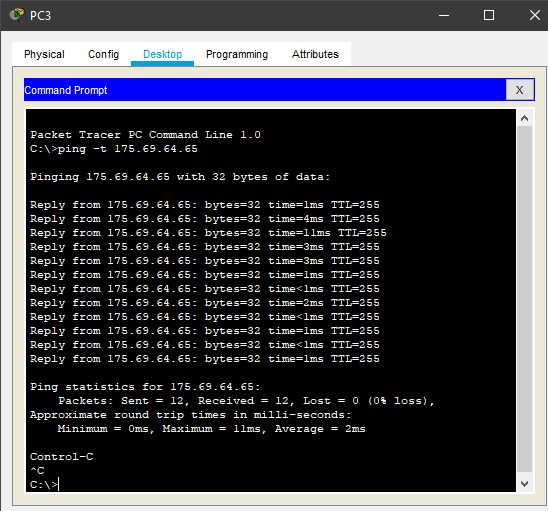 PC3
Physical Config Desktop Programming Attributes
Command Prompt
X
Packet Tracer PC Command Line 1.0
C:\>ping -t 175.69.64.65
Pinging 175.69.64.65 with 32 bytes of data:
Reply from 175.69.64.65: bytes=32 time=1ms TTL=255
Reply from 175.69.64.65: bytes=32 time=4ms TTL=255
Reply from 175.69.64.65: bytes=32 time=11ms TTL=255
Reply from 175.69.64.65: bytes=32 time=3ms TTL=255
Reply from 175.69.64.65: bytes=32 time=3ms TTL=255
Reply from 175.69.64.65: bytes=32 time=1ms TTL=255
Reply from 175.69.64.65: bytes=32 time<1ms TTL=255
Reply from 175.69.64.65: bytes=32 time=2ms TTL=255
Reply from 175.69.64.65: bytes=32 time<1ms TTL=255
Reply from 175.69.64.65: bytes=32 time=1ms TTL=255
Reply from 175.69.64.65: bytes=32 time<1ms TTL=255
Reply from 175.69.64.65: bytes=32 time=1ms TTL=255
Ping statistics for 175.69.64.65:
Packets: Sent = 12, Received = 12, Lost = 0 (0% loss),
Approximate round trip times in milli-seconds:
Minimum = 0ms, Maximum = 11ms, Average = 2ms
Control-C
^C
C:\>